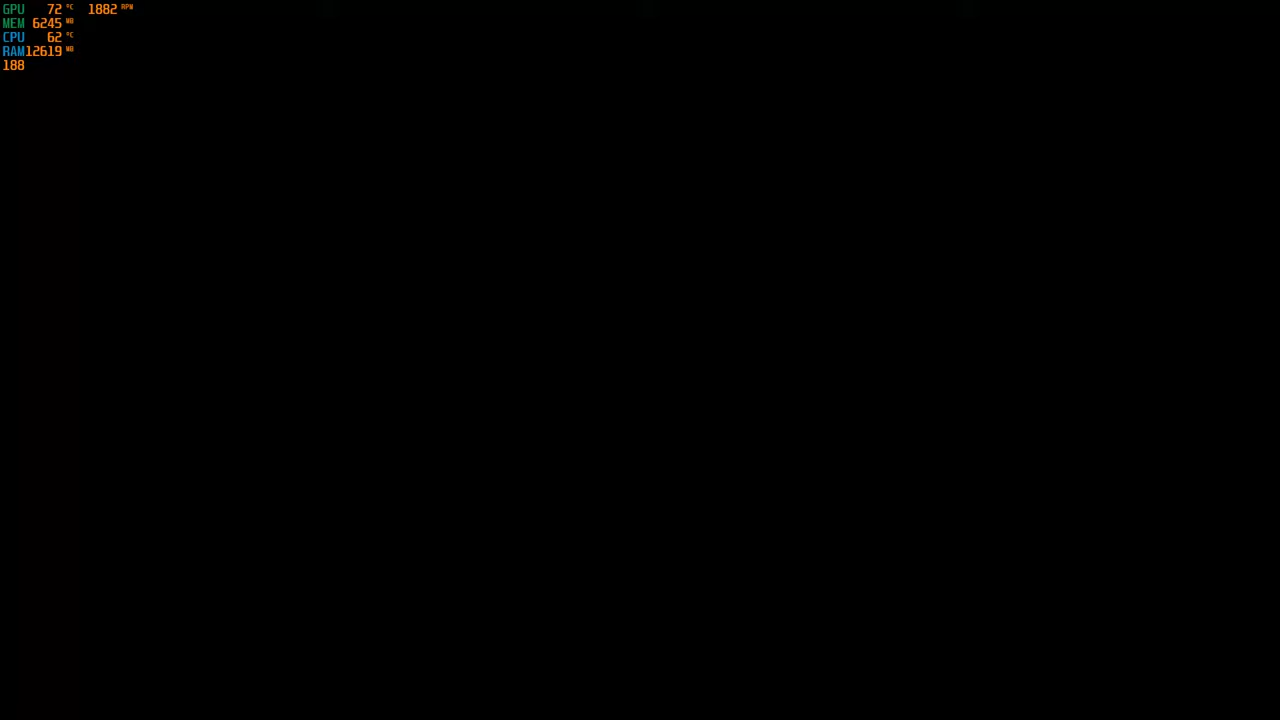 GPU 72 °C 1882 RPM
MEM 6245 MB
CPU 62 °C
RAM 12619 MB
188